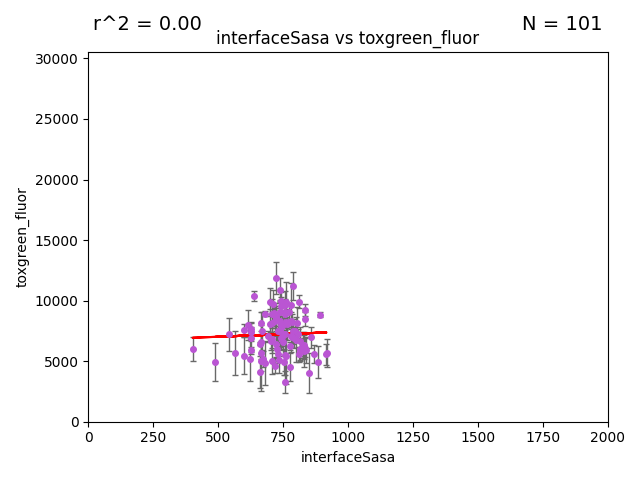 r^2 = 0.00
N = 101
interfaceSasa vs toxgreen_fluor
30000
25000
20000
15000
10000
5000
0
toxgreen_fluor
0 250 500 750 1000 1250 1500 1750 2000
interfaceSasa